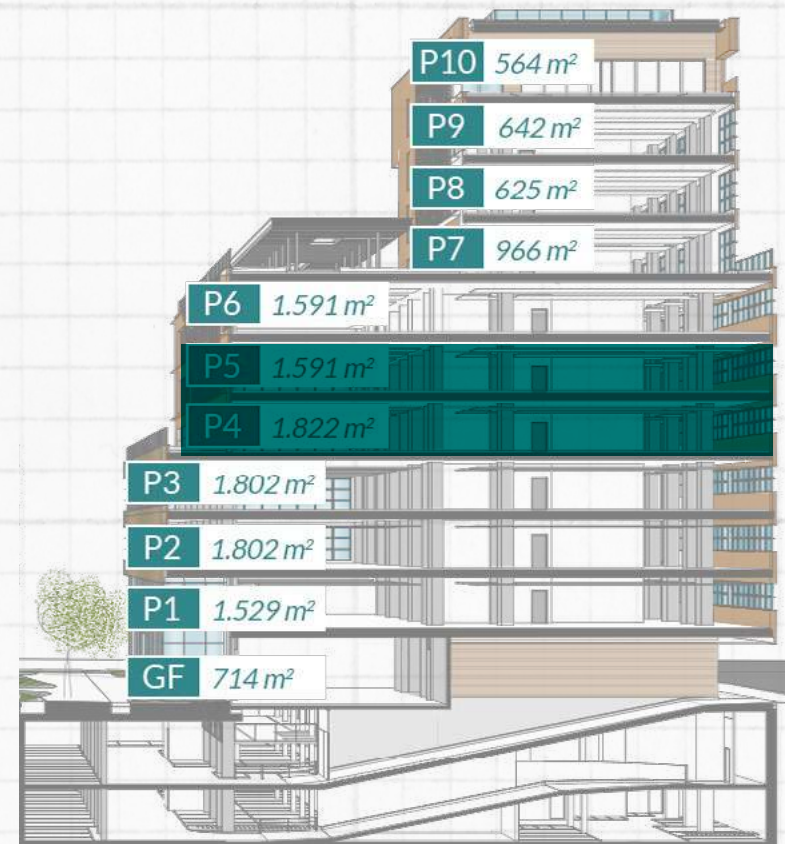 P10 564 m²
P9 642 m²
P8 625 m²
P7 966 m²
P6 1.591 m²
P5 1.591 m²
P4 1.822 m²
P3 1.802 m²
P2 1.802 m²
P1 1.529 m²
GF 714 m²